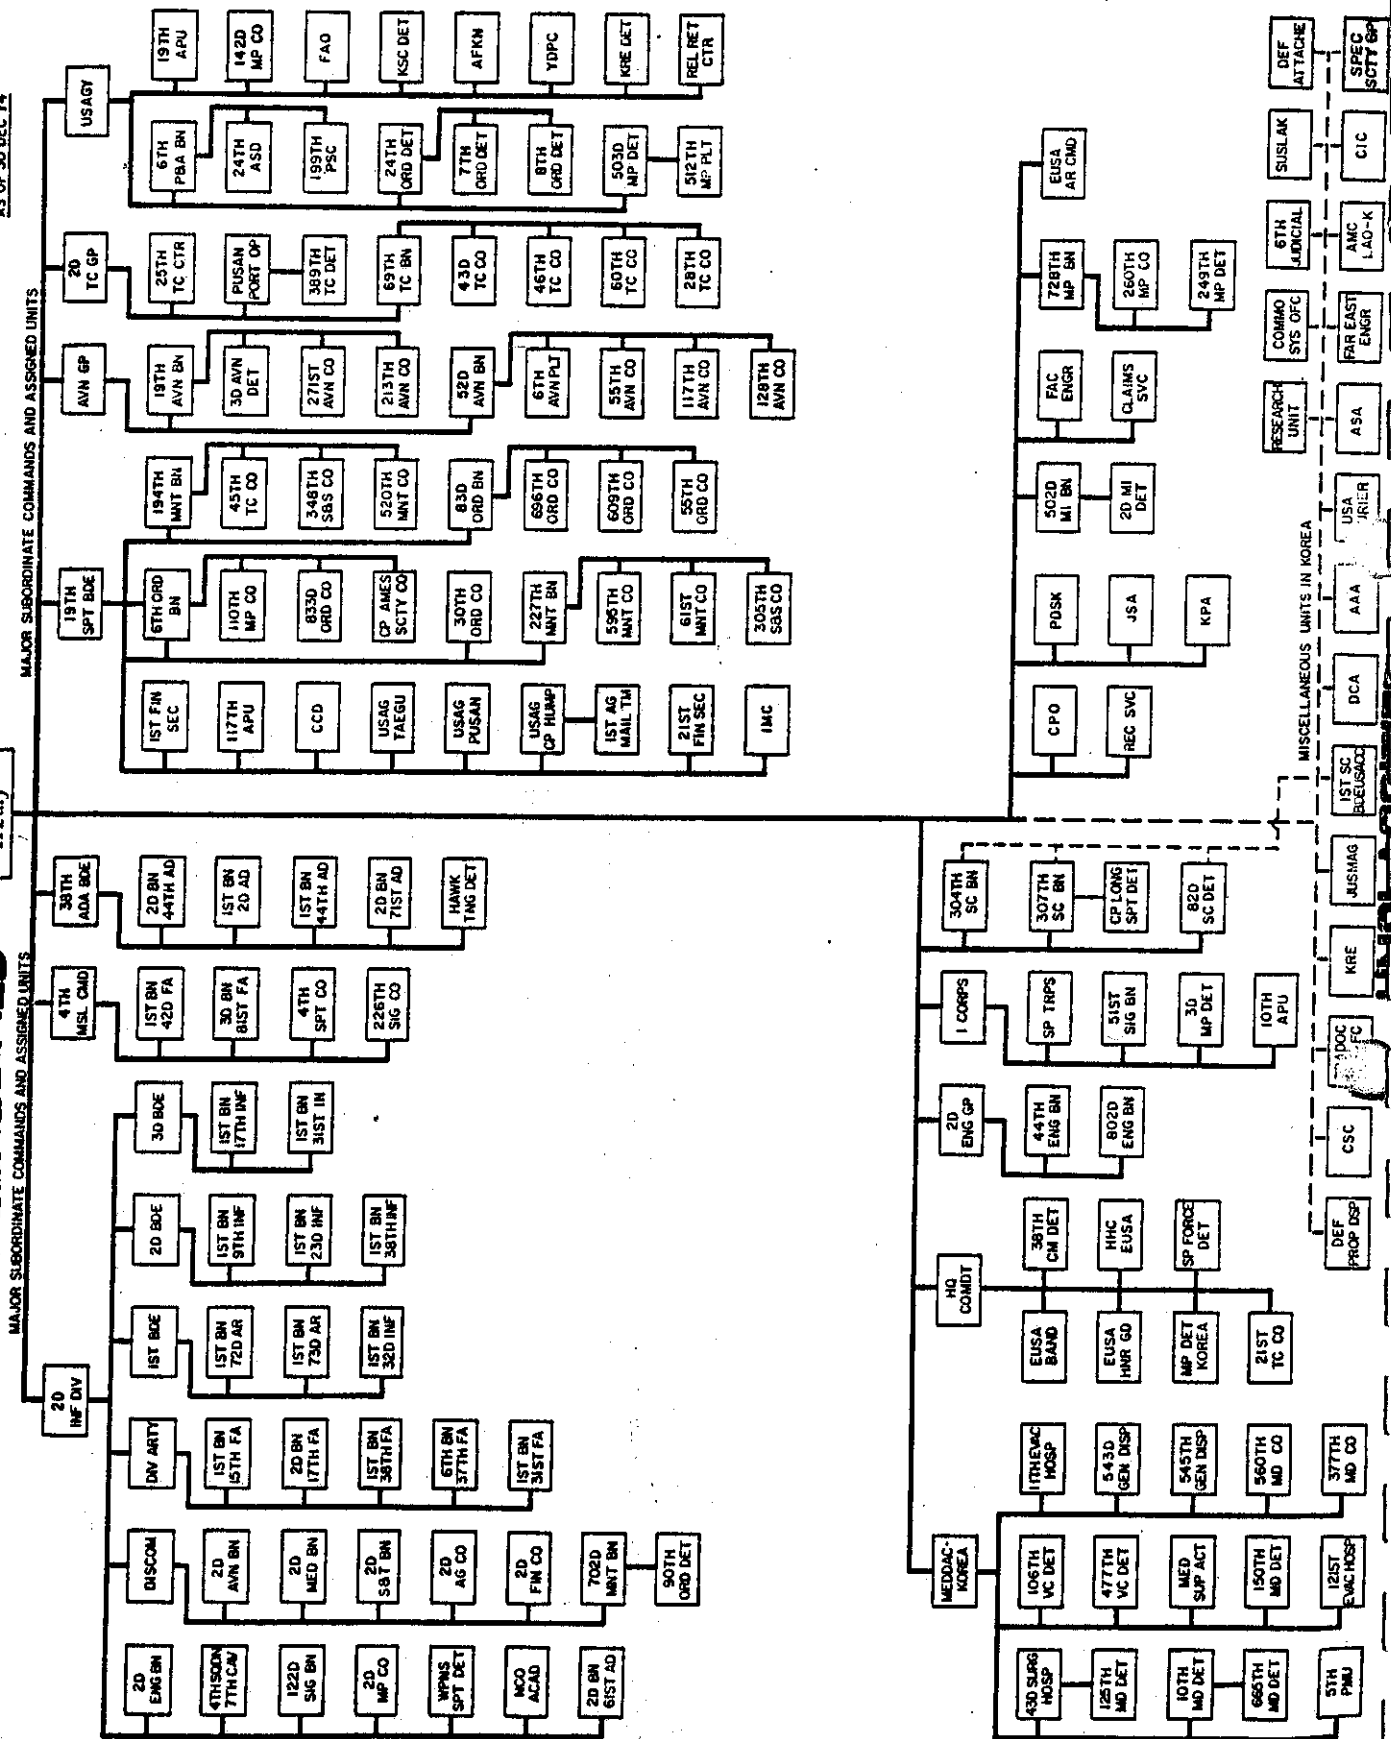 AS OF 30 DEC 74
MAJOR SUBORDINATE COMMANDS AND ASSIGNED UNITS
MAJOR SUBORDINATE COMMANDS AND ASSIGNED UNITS
2D
INF DIV
2D
ENG BN
4TH SQDN
7TH CAV
122D
SIG BN
2D
MP CO
WPNS
SPT DET
NCO
ACAD
2D BN
61ST AD
DISCOM
2D
AVN BN
2D
MED BN
2D
S&T BN
2D
AG CO
2D
FIN CO
702D
MNT BN
90TH
ORD DET
DIV ARTY
1ST BN
15TH FA
2D BN
17TH FA
1ST BN
38TH FA
6TH BN
37TH FA
1ST BN
31ST FA
1ST BDE
1ST BN
72D AR
1ST BN
73D AR
1ST BN
32D INF
2D BDE
1ST BN
9TH INF
1ST BN
23D INF
1ST BN
38TH INF
3D BDE
1ST BN
17TH INF
1ST BN
31ST IN
4TH
MSL CMD
1ST BN
42D FA
3D BN
81ST FA
4TH
SPT CO
226TH
SIG CO
38TH
ADA BDE
2D BN
44TH AD
1ST BN
2D AD
1ST BN
44TH AD
2D BN
71ST AD
HAWK
TNG DET
19TH
SPT BDE
1ST FIN
SEC
117TH
APU
CCD
USAG
TAEGU
USAG
PUSAN
USAG
CP HUMP
1ST AG
MAIL TM
21ST
FIN SEC
IMC
6TH ORD
BN
110TH
MP CO
833D
ORD CO
CP AMES
SCTY CO
30TH
ORD CO
227TH
MNT BN
595TH
MNT CO
61ST
MNT CO
305TH
S&S CO
194TH
MNT BN
45TH
TC CO
348TH
S&S CO
520TH
MNT CO
83D
ORD BN
696TH
ORD CO
609TH
ORD CO
55TH
ORD CO
AVN GP
19TH
AVN BN
3D AVN
DET
271ST
AVN CO
213TH
AVN CO
52D
AVN BN
6TH
AVN PLT
55TH
AVN CO
117TH
AVN CO
128TH
AVN CO
2D
TC GP
25TH
TC CTR
PUSAN
PORT OP
389TH
TC DET
69TH
TC BN
43D
TC CO
46TH
TC CO
60TH
TC CO
28TH
TC CO
USAGY
6TH
PBA BN
24TH
ASD
199TH
PSC
24TH
ORD DET
7TH
ORD DET
8TH
ORD DET
503D
MP DET
512TH
MP PLT
19TH
APU
142D
MP CO
FAO
KSC DET
AFKN
YDPC
KRE DET
REL RET
CTR
MEDDAC-
KOREA
43D SURG
HOSP
125TH
MD DET
10TH
MD DET
665TH
MD DET
5TH
PMU
106TH
VC DET
477TH
VC DET
MED
SUP ACT
150TH
MD DET
121ST
EVAC HOSP
11TH EVAC
HOSP
543D
GEN DISP
545TH
GEN DISP
560TH
MD CO
377TH
MD CO
HQ
COMDT
EUSA
BAND
EUSA
HNR GD
MP DET
KOREA
21ST
TC CO
38TH
CM DET
HHC
EUSA
SP FORCE
DET
2D
ENG GP
44TH
ENG BN
802D
ENG BN
I CORPS
SP TRPS
51ST
SIG BN
3D
MP DET
10TH
APU
304TH
SC BN
307TH
SC BN
CP LONG
SPT DET
82D
SC DET
CPO
REC SVC
PDSK
JSA
KPA
502D
MI BN
2D MI
DET
FAC
ENGR
CLAIMS
SVC
728TH
MP BN
260TH
MP CO
249TH
MP DET
EUSA
AR CMD
MISCELLANEOUS UNITS IN KOREA
RESEARCH
UNIT
COMMO
SYS OFC
6TH
JUDICIAL
SUSLAK
DEF
ATTACHE
DEF
PROP DSP
CSC
KRE
JUSMAG
1ST SC
BDEUSACC
DCA
AAA
USA
ASA
FAR EAST
ENGR
AMC
LAO-K
CIC
SPEC
SCTY GP